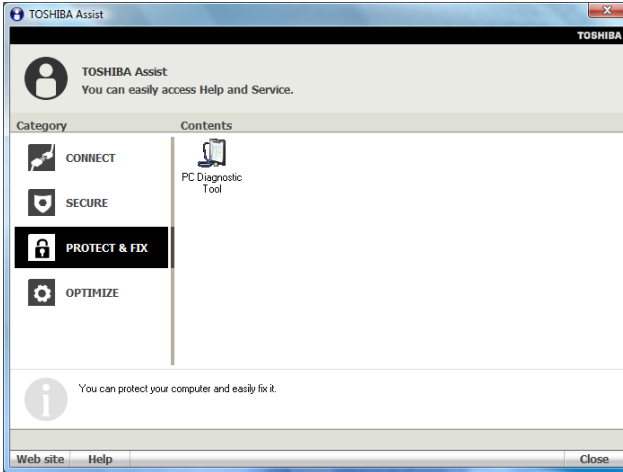 TOSHIBA Assist
TOSHIBA
TOSHIBA Assist
You can easily access Help and Service.
Category
Contents
CONNECT
SECURE
PROTECT & FIX
OPTIMIZE
PC Diagnostic
Tool
You can protect your computer and easily fix it.
Web site
Help
Close